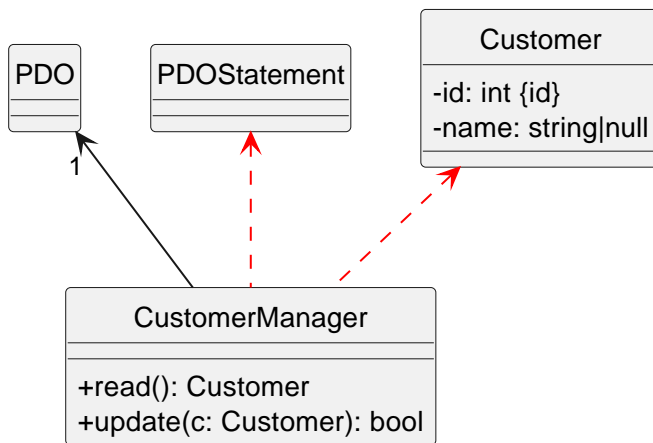 PDO
PDOStatement
Customer
-id: int {id}
-name: string|null
1
CustomerManager
+read(): Customer
+update(c: Customer): bool